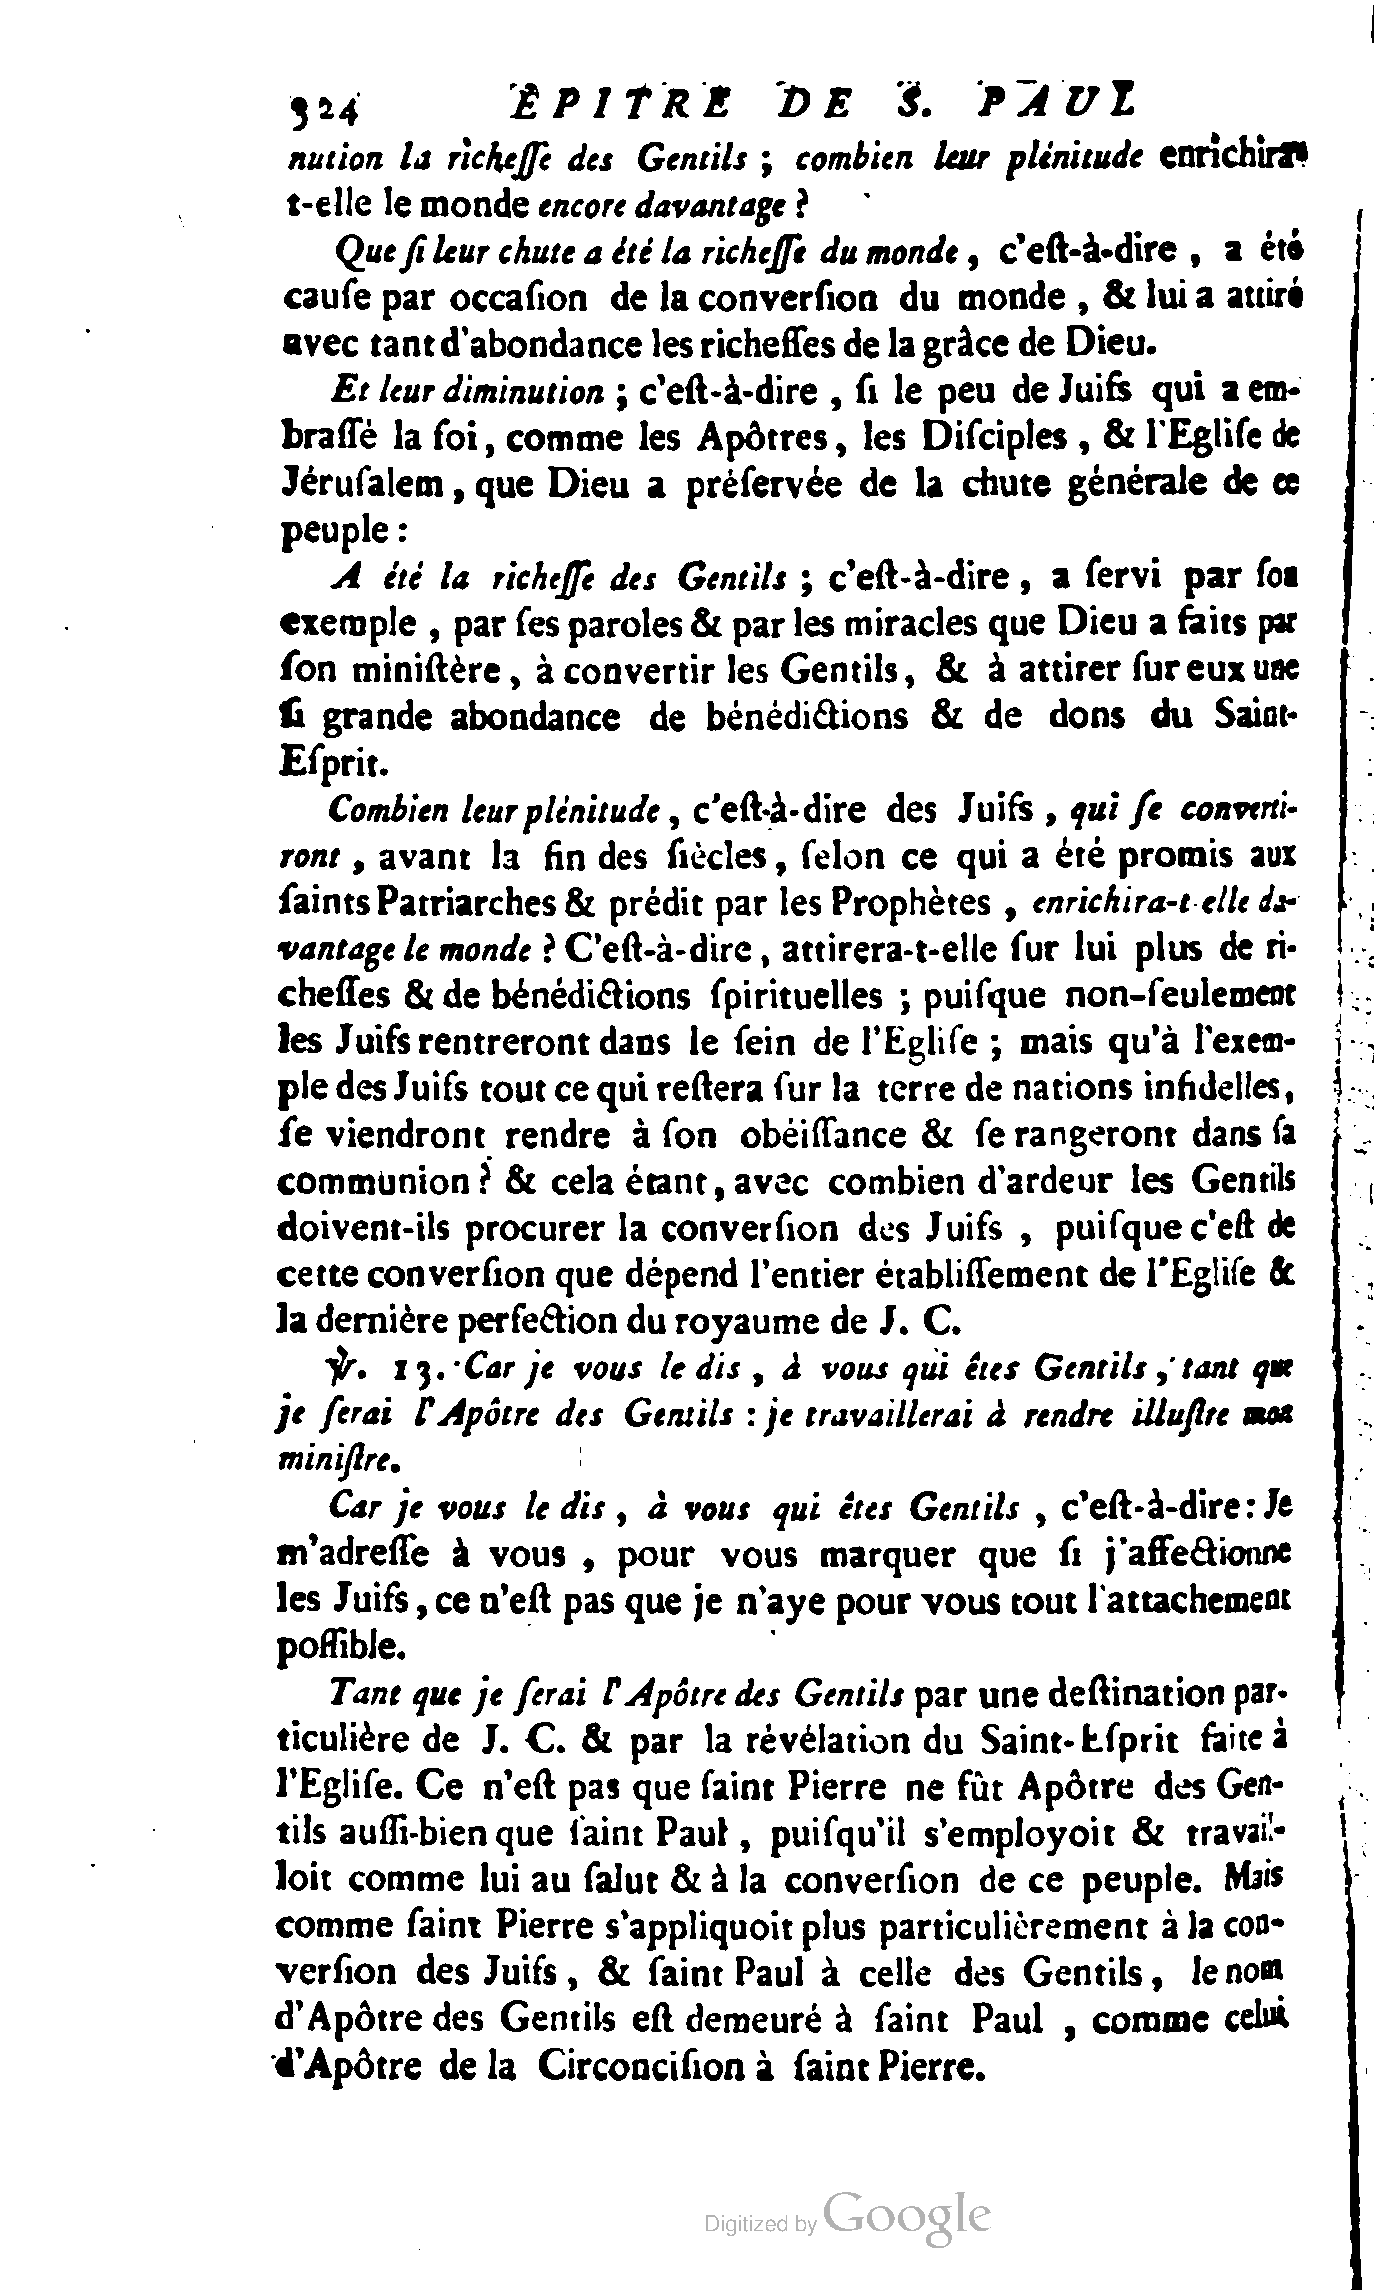 324 ÉPITRE DE S. PAUL
nution la richeſſe des Gentils ; combien leur plénitude enrichira-
t-elle le monde encore davantage ?
Que ſi leur chute a été la richeſſe du monde, c'eſt-à-dire, a été
cauſe par occaſion de la converſion du monde, & lui a attiré
avec tant d'abondance les richeſſes de la grâce de Dieu.
Et leur diminution ; c'eſt-à-dire, ſi le peu de Juifs qui a em-
braſſé la foi, comme les Apôtres, les Diſciples, & l'Egliſe de
Jéruſalem, que Dieu a préſervée de la chute générale de ce
peuple :
A été la richeſſe des Gentils ; c'eſt-à-dire, a ſervi par ſon
exemple, par ſes paroles & par les miracles que Dieu a faits par
ſon miniſtère, à convertir les Gentils, & à attirer ſur eux une
ſi grande abondance de bénédictions & de dons du Saint-
Eſprit.
Combien leur plénitude, c'eſt-à-dire des Juifs, qui ſe converti-
ront, avant la fin des ſiècles, ſelon ce qui a été promis aux
ſaints Patriarches & prédit par les Prophètes, enrichira-t-elle da-
vantage le monde ? C'eſt-à-dire, attirera-t-elle ſur lui plus de ri-
cheſſes & de bénédictions ſpirituelles ; puiſque non-ſeulement
les Juifs rentreront dans le ſein de l'Egliſe ; mais qu'à l'exem-
ple des Juifs tout ce qui reſtera ſur la terre de nations infidelles,
ſe viendront rendre à ſon obéiſſance & ſe rangeront dans ſa
communion ? & cela étant, avec combien d'ardeur les Gentils
doivent-ils procurer la converſion des Juifs, puiſque c'eſt de
cette converſion que dépend l'entier établiſſement de l'Egliſe &
la dernière perfection du royaume de J. C.
℣. 13. Car je vous le dis, à vous qui êtes Gentils ; tant que
je ſerai l'Apôtre des Gentils : je travaillerai à rendre illuſtre mon
miniſtre.
Car je vous le dis, à vous qui êtes Gentils, c'eſt-à-dire : Je
m'adreſſe à vous, pour vous marquer que ſi j'affectionne
les Juifs, ce n'eſt pas que je n'aye pour vous tout l'attachement
poſſible.
Tant que je ſerai l'Apôtre des Gentils par une deſtination par-
ticulière de J. C. & par la révélation du Saint-Eſprit faite à
l'Egliſe. Ce n'eſt pas que ſaint Pierre ne fût Apôtre des Gen-
tils auſſi-bien que ſaint Paul, puiſqu'il s'employoit & travail-
loit comme lui au ſalut & à la converſion de ce peuple. Mais
comme ſaint Pierre s'appliquoit plus particulièrement à la con-
verſion des Juifs, & ſaint Paul à celle des Gentils, le nom
d'Apôtre des Gentils eſt demeuré à ſaint Paul, comme celui
d'Apôtre de la Circonciſion à ſaint Pierre.
Digitized by Google